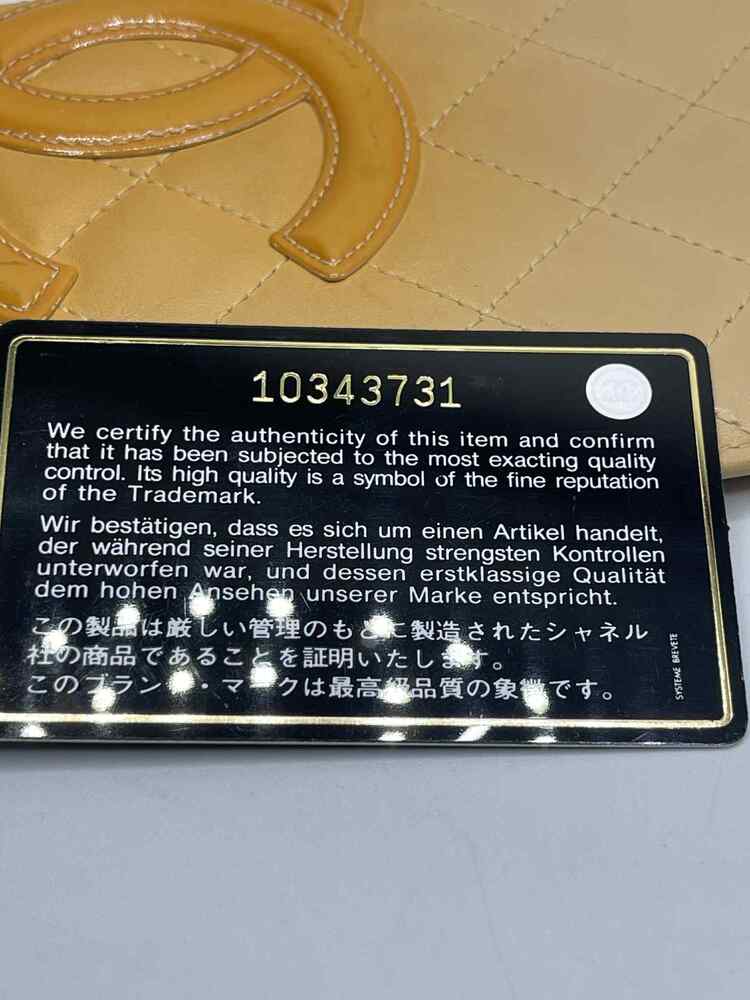 10343731
We certify the authenticity of this item and confirm
that it has been subjected to the most exacting quality
control. Its high quality is a symbol of the fine reputation
of the Trademark.
Wir bestätigen, dass es sich um einen Artikel handelt,
der während seiner Herstellung strengsten Kontrollen
unterworfen war, und dessen erstklassige Qualität
dem hohen Ansehen unserer Marke entspricht.
この製品は厳しい管理のもとに製造されたシャネル
社の商品であることを証明いたします。
このブランド・マークは最高級品質の象徴です。
SYSTEME BREVETE